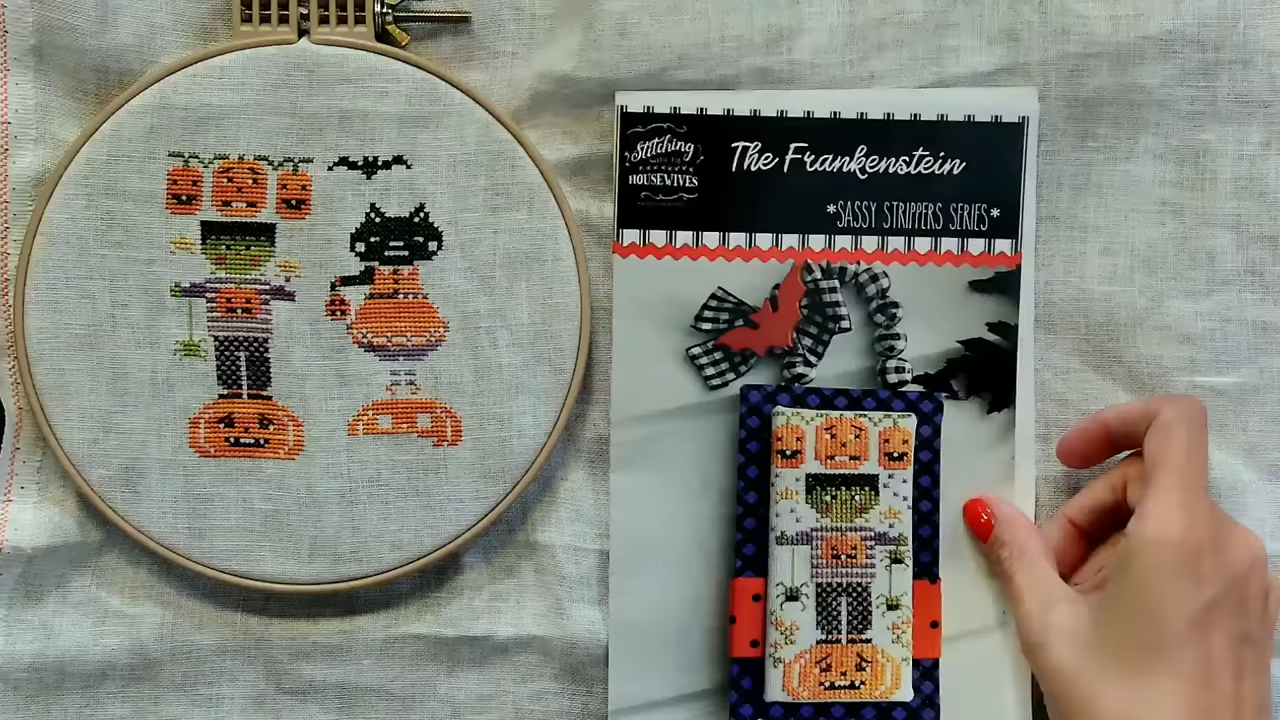 The Frankenstein
Stitching
WITH THE
HOUSEWIVES
*SASSY STRIPPERS SERIES*